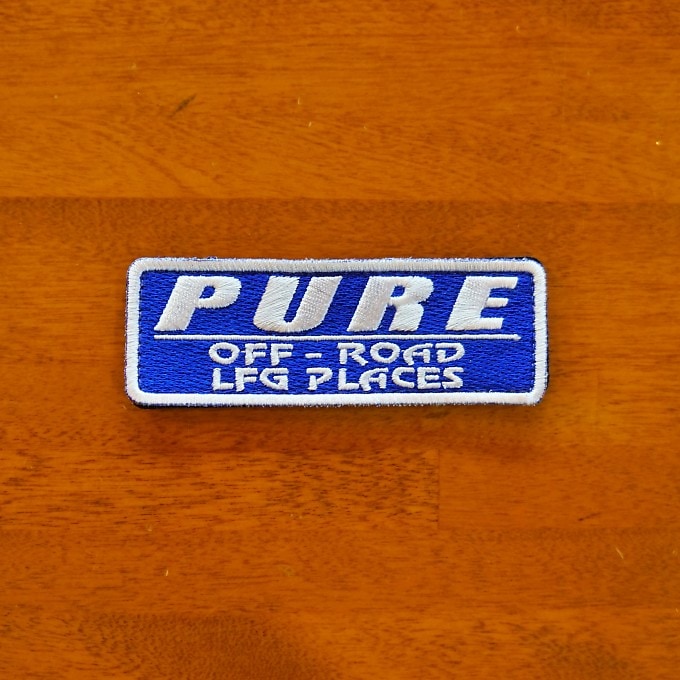 PURE
OFF - ROAD
LFG PLACES